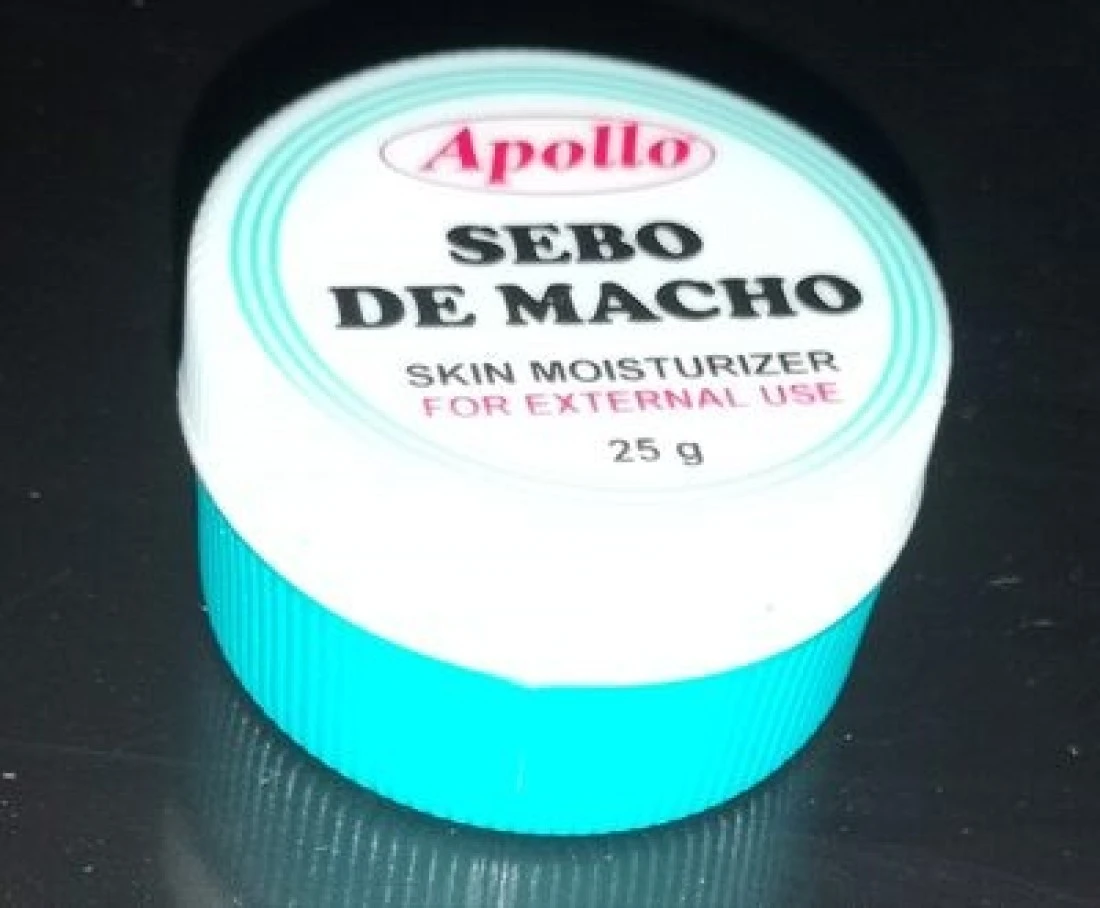 Apollo
SEBO
DE MACHO
SKIN MOISTURIZER
FOR EXTERNAL USE
25 g